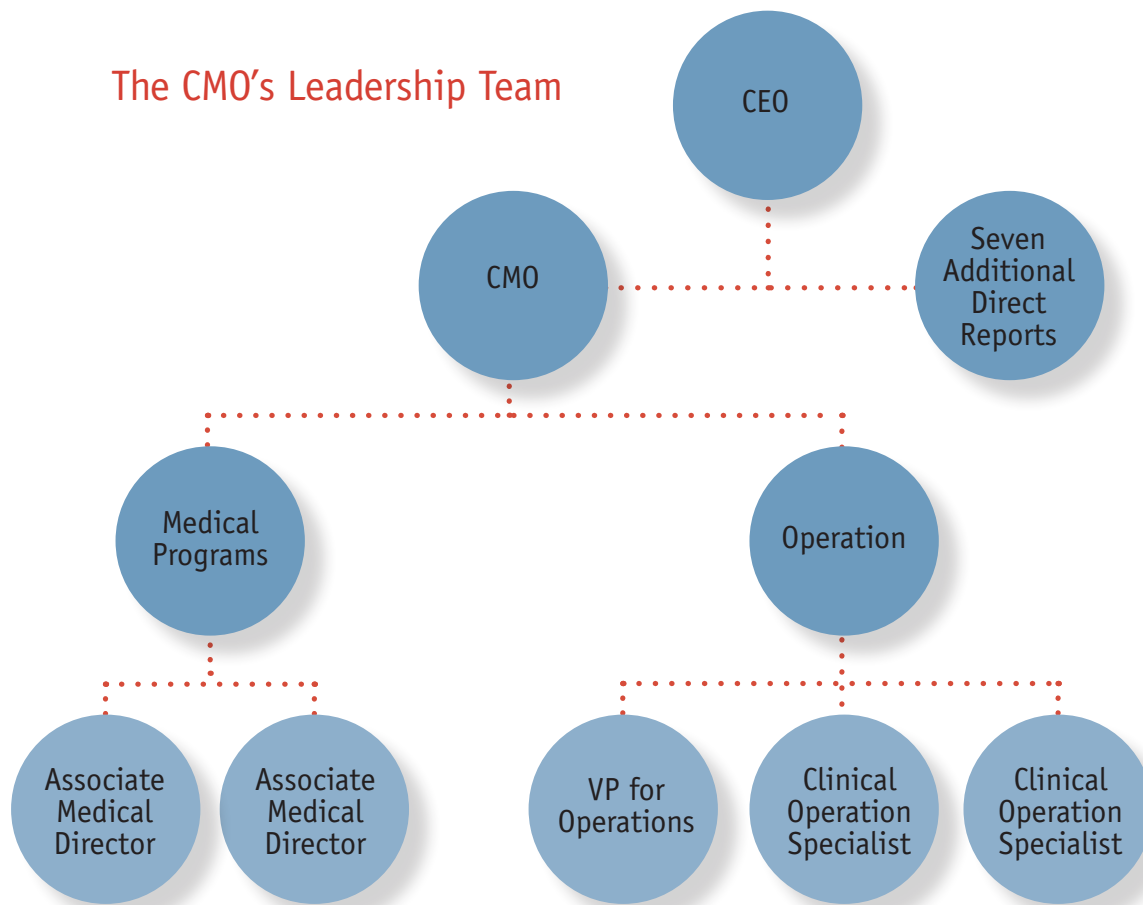 The CMO's Leadership Team
CEO
CMO
Seven
Additional
Direct
Reports
Medical
Programs
Operation
Associate
Medical
Director
Associate
Medical
Director
VP for
Operations
Clinical
Operation
Specialist
Clinical
Operation
Specialist